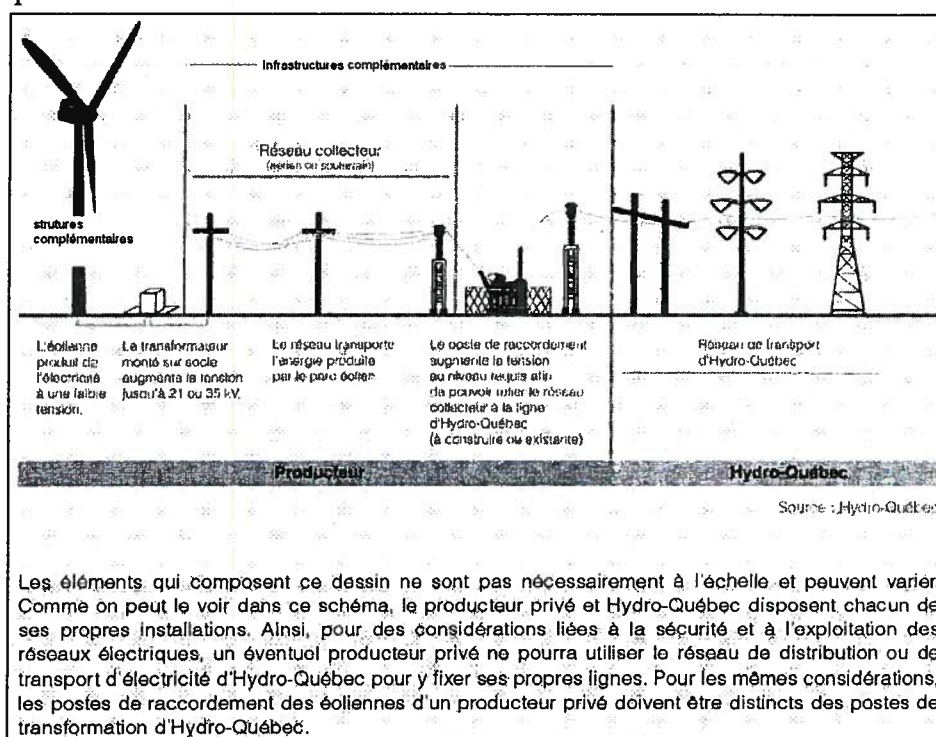 Infrastructures complémentaires
Réseau collecteur
(aérien ou souterrain)
strutures
complémentaires
L'éolienne
produit de
l'électricité
à une faible
tension.
Le transformateur
monté sur socle
augmente la tension
jusqu'à 21 ou 35 kV.
Le réseau transporte
l'énergie produite
par le parc éolien
Le poste de raccordement
augmente la tension
au niveau requis afin
de pouvoir relier le réseau
collecteur à la ligne
d'Hydro-Québec
(à construire ou existante)
Réseau de transport
d'Hydro-Québec
Producteur
Hydro-Québec
Source : Hydro-Québec
Les éléments qui composent ce dessin ne sont pas nécessairement à l'échelle et peuvent varier.
Comme on peut le voir dans ce schéma, le producteur privé et Hydro-Québec disposent chacun de
ses propres installations. Ainsi, pour des considérations liées à la sécurité et à l'exploitation des
réseaux électriques, un éventuel producteur privé ne pourra utiliser le réseau de distribution ou de
transport d'électricité d'Hydro-Québec pour y fixer ses propres lignes. Pour les mêmes considérations,
les postes de raccordement des éoliennes d'un producteur privé doivent être distincts des postes de
transformation d'Hydro-Québec.